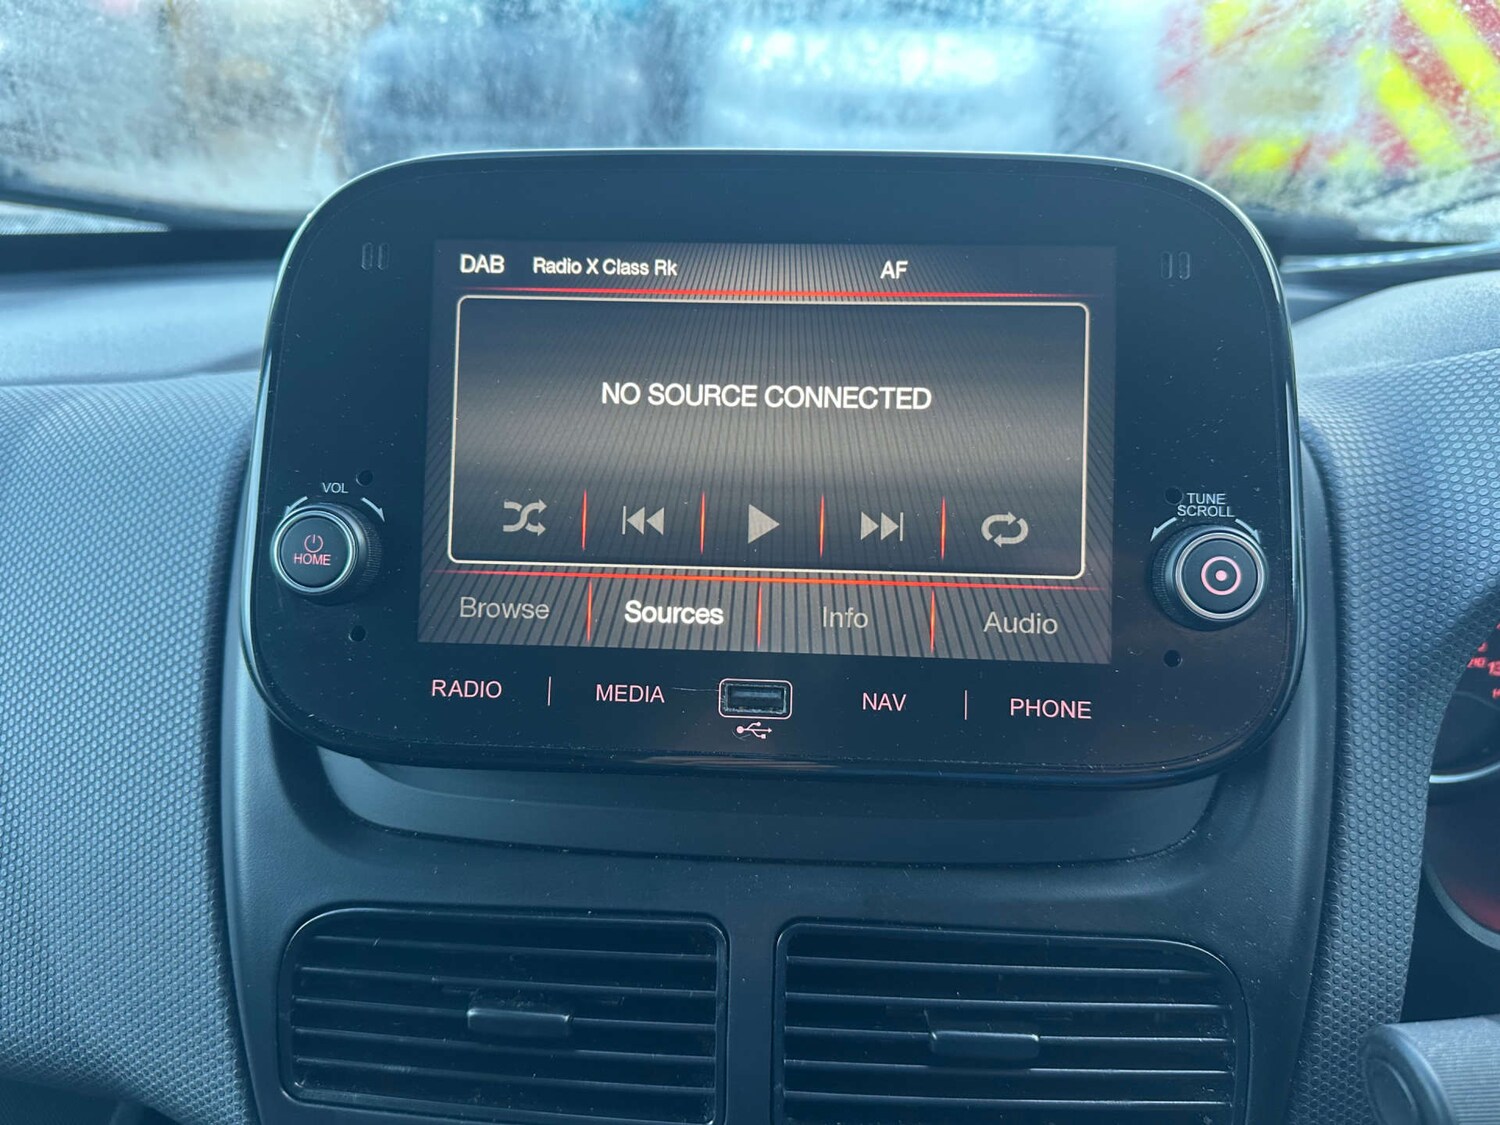 DAB Radio X Class Rk AF
NO SOURCE CONNECTED
VOL
HOME
TUNE
SCROLL
Browse Sources Info Audio
RADIO MEDIA NAV PHONE